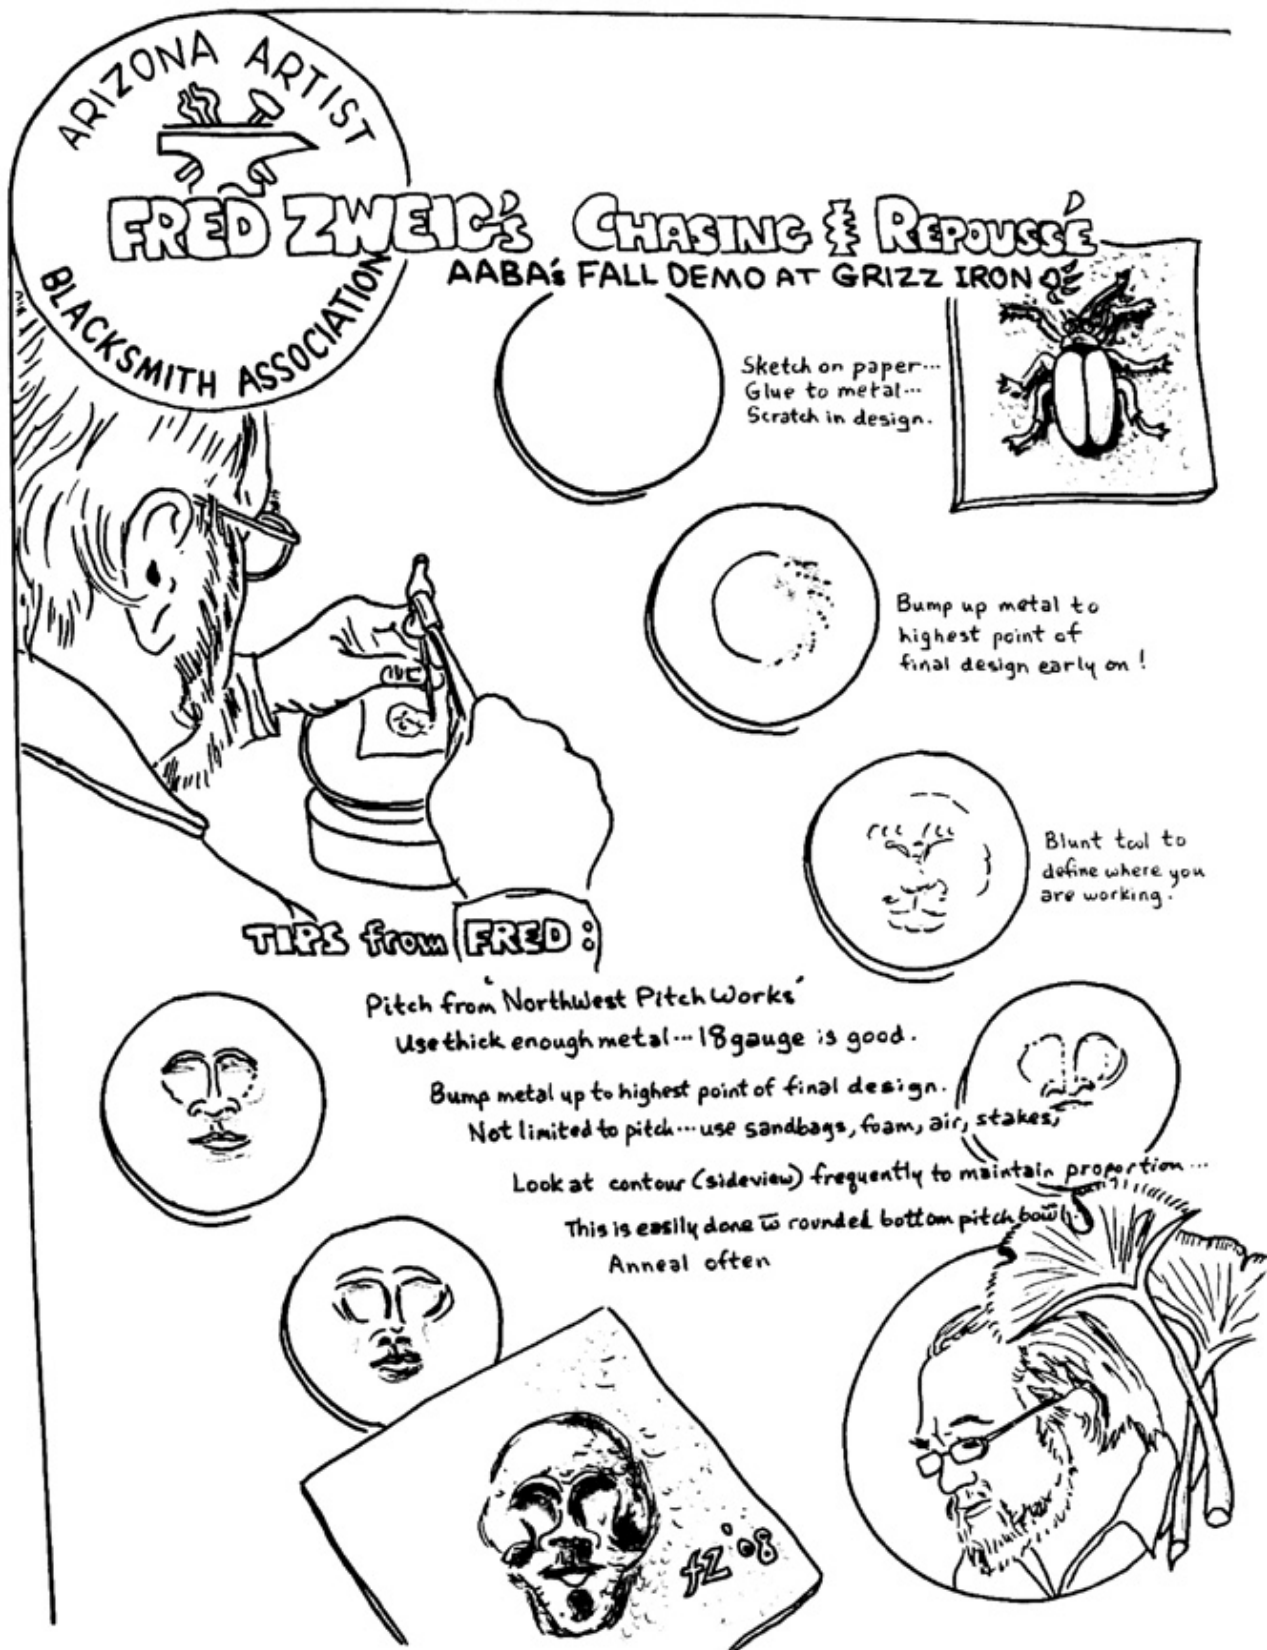 ARIZONA ARTIST
BLACKSMITH ASSOCIATION
FRED ZWEIG's CHASING & REPOUSSÉ
AABA's FALL DEMO AT GRIZZ IRON
Sketch on paper...
Glue to metal...
Scratch in design.
Bump up metal to
highest point of
final design early on!
Blunt tool to
define where you
are working.
TIPS from FRED:
Pitch from 'Northwest Pitch Works'
Use thick enough metal... 18 gauge is good.
Bump metal up to highest point of final design.
Not limited to pitch... use sandbags, foam, air, stakes,
Look at contour (sideview) frequently to maintain proportion...
This is easily done w̅ rounded bottom pitch bowl.
Anneal often
fZ '08